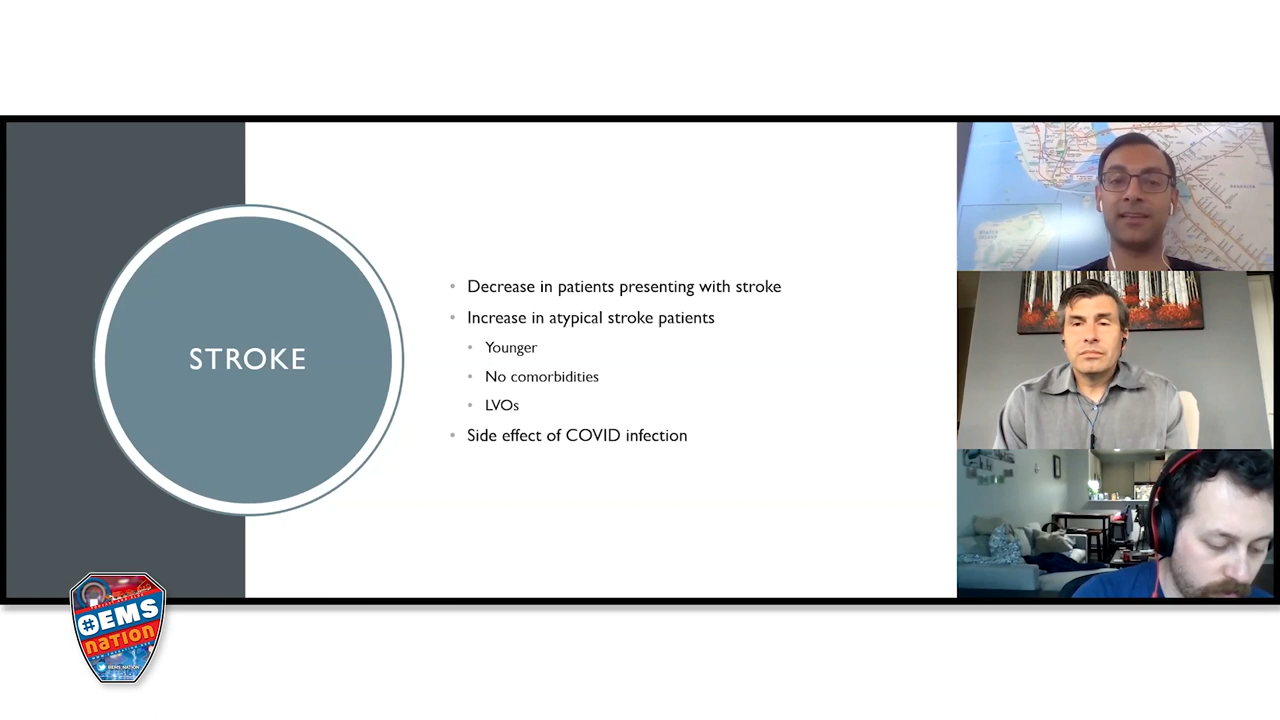 STROKE
Decrease in patients presenting with stroke
Increase in atypical stroke patients
Younger
No comorbidities
LVOs
Side effect of COVID infection
#EMS
nation